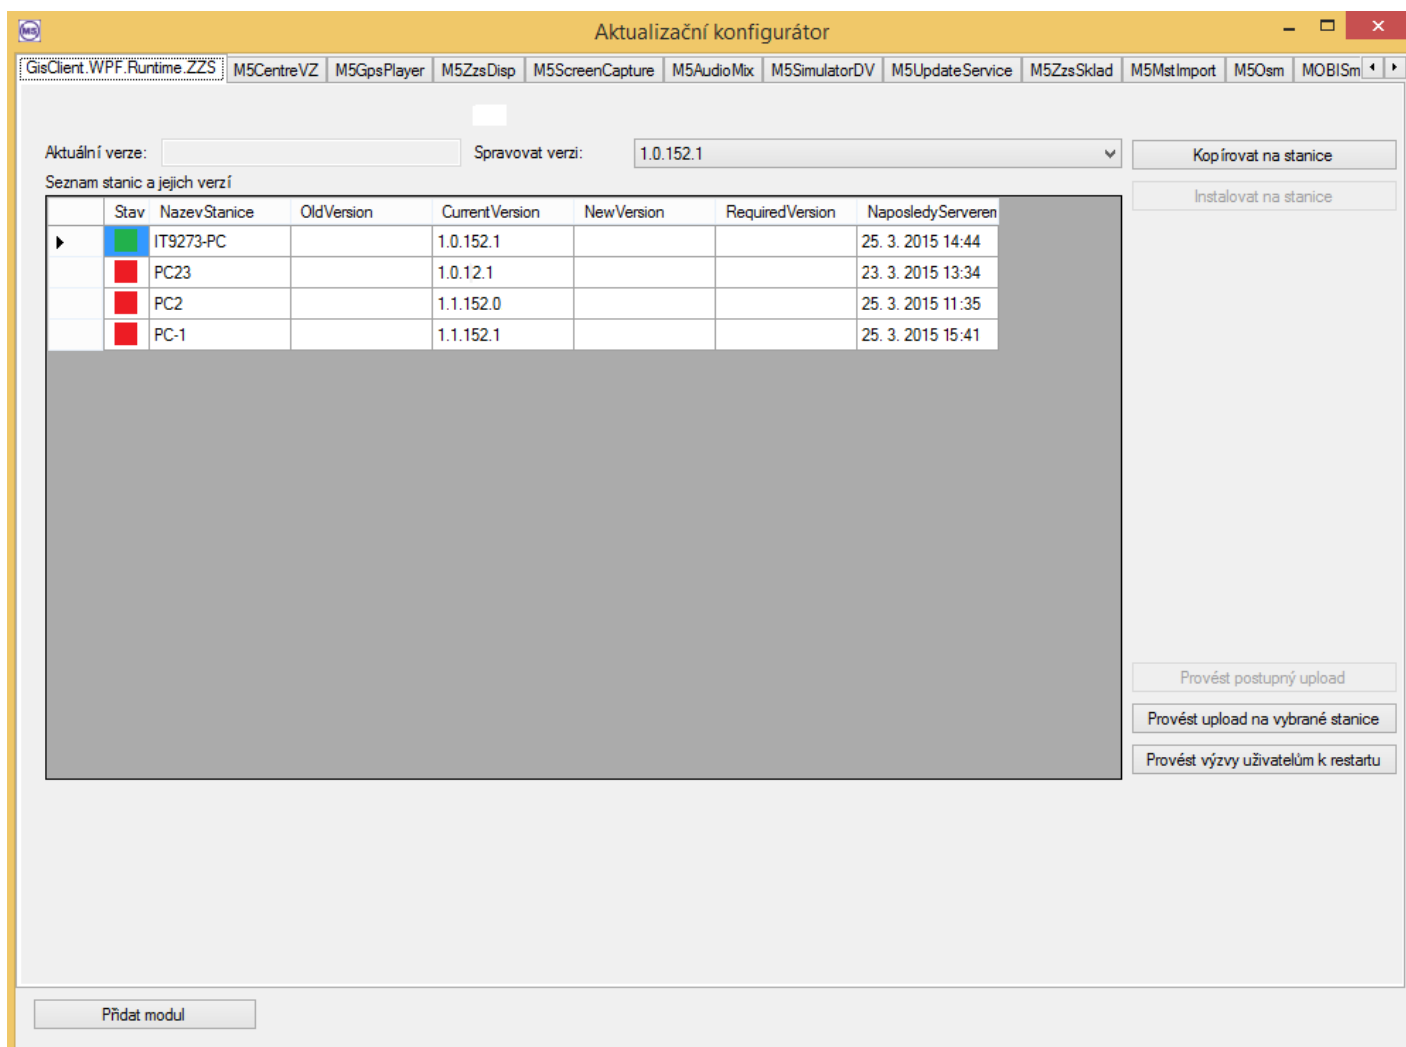 MS
Aktualizační konfigurátor
GisClient.WPF.Runtime.ZZS M5CentreVZ M5GpsPlayer M5ZzsDisp M5ScreenCapture M5AudioMix M5SimulatorDV M5UpdateService M5ZzsSklad M5MstImport M5Osm MOBISm
Aktuální verze: Spravovat verzi: 1.0.152.1 Kopírovat na stanice
Seznam stanic a jejich verzí
Instalovat na stanice
Stav NazevStanice OldVersion CurrentVersion NewVersion RequiredVersion NaposledyServeren
IT9273-PC 1.0.152.1 25. 3. 2015 14:44
PC23 1.0.12.1 23. 3. 2015 13:34
PC2 1.1.152.0 25. 3. 2015 11:35
PC-1 1.1.152.1 25. 3. 2015 15:41
Provést postupný upload
Provést upload na vybrané stanice
Provést výzvy uživatelům k restartu
Přidat modul